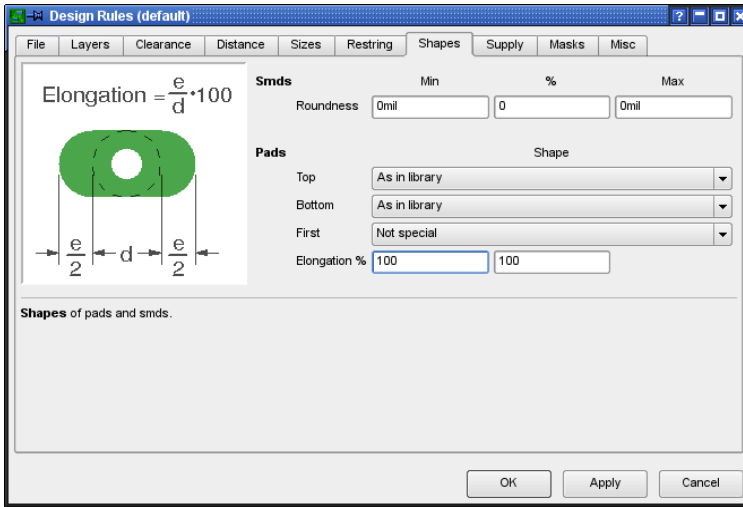 Design Rules (default)
File Layers Clearance Distance Sizes Restring Shapes Supply Masks Misc
Elongation = e/d • 100
e/2 d e/2
Smds Min % Max
Roundness 0mil 0 0mil
Pads Shape
Top As in library
Bottom As in library
First Not special
Elongation % 100 100
Shapes of pads and smds.
OK Apply Cancel